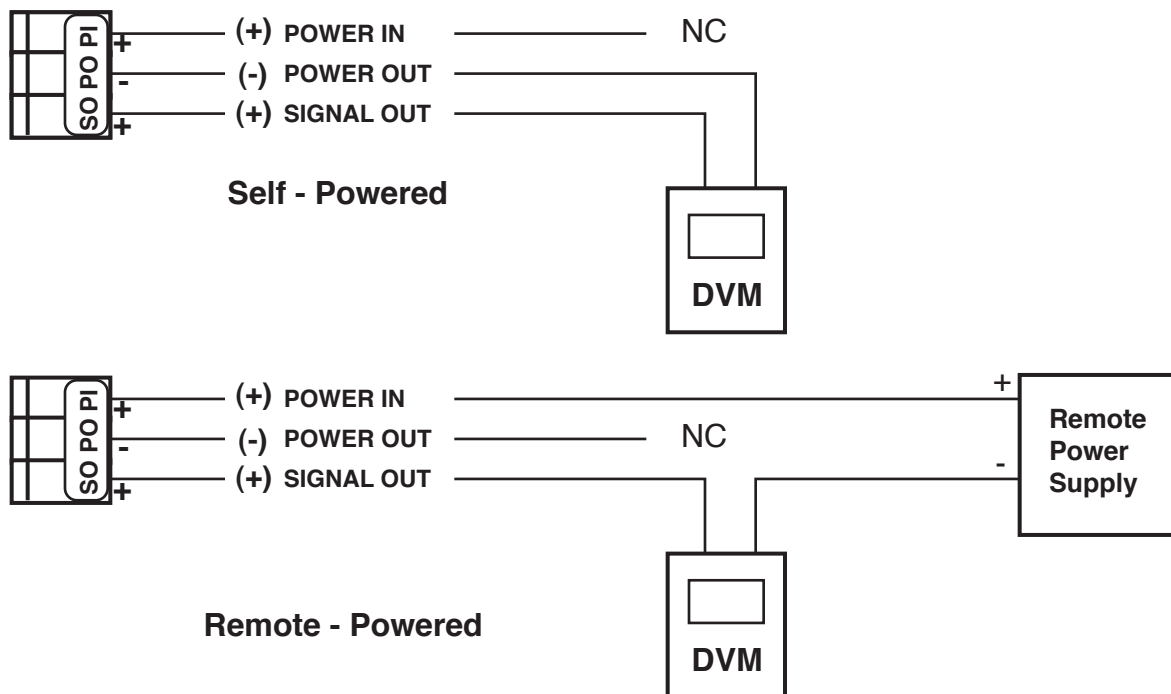 SO PO PI
+
-
+
(+) POWER IN
NC
(-) POWER OUT
(+) SIGNAL OUT
Self - Powered
DVM
SO PO PI
+
-
+
(+) POWER IN
+
(-) POWER OUT
NC
(+) SIGNAL OUT
-
Remote
Power
Supply
Remote - Powered
DVM